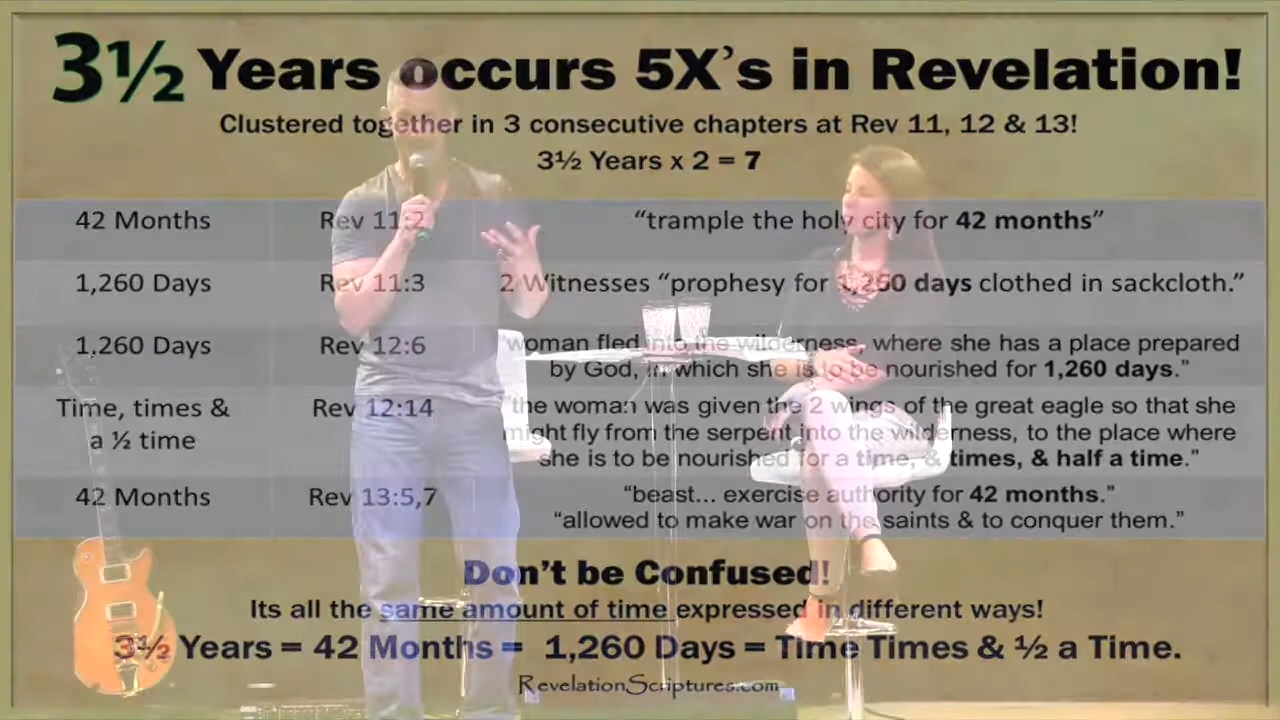 3½ Years occurs 5X's in Revelation!
Clustered together in 3 consecutive chapters at Rev 11, 12 & 13!
3½ Years x 2 = 7
42 Months Rev 11:2 “trample the holy city for 42 months”
1,260 Days Rev 11:3 2 Witnesses “prophesy for 1,260 days clothed in sackcloth.”
1,260 Days Rev 12:6 “woman fled into the wilderness, where she has a place prepared
by God, in which she is to be nourished for 1,260 days.”
Time, times & Rev 12:14 “the woman was given the 2 wings of the great eagle so that she
a ½ time might fly from the serpent into the wilderness, to the place where
she is to be nourished for a time, & times, & half a time.”
42 Months Rev 13:5,7 “beast... exercise authority for 42 months.”
“allowed to make war on the saints & to conquer them.”
Don't be Confused!
Its all the same amount of time expressed in different ways!
3½ Years = 42 Months = 1,260 Days = Time Times & ½ a Time.
RevelationScriptures.com